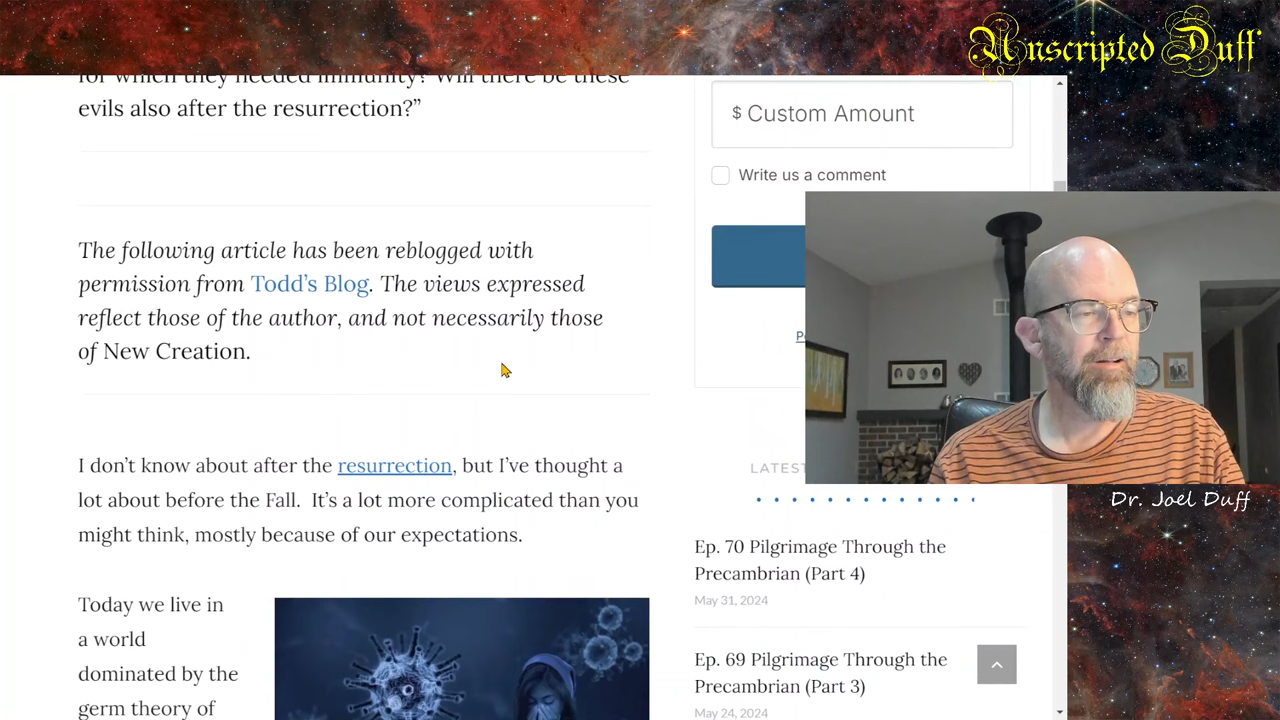 Unscripted Duff
for which they needed immunity? Will there be these
evils also after the resurrection?”
The following article has been reblogged with
permission from Todd’s Blog. The views expressed
reflect those of the author, and not necessarily those
of New Creation.
I don’t know about after the resurrection, but I’ve thought a
lot about before the Fall.  It’s a lot more complicated than you
might think, mostly because of our expectations.
Today we live in
a world
dominated by the
germ theory of
$ Custom Amount
Write us a comment
LATEST
Ep. 70 Pilgrimage Through the
Precambrian (Part 4)
May 31, 2024
Ep. 69 Pilgrimage Through the
Precambrian (Part 3)
May 24, 2024
Dr. Joel Duff